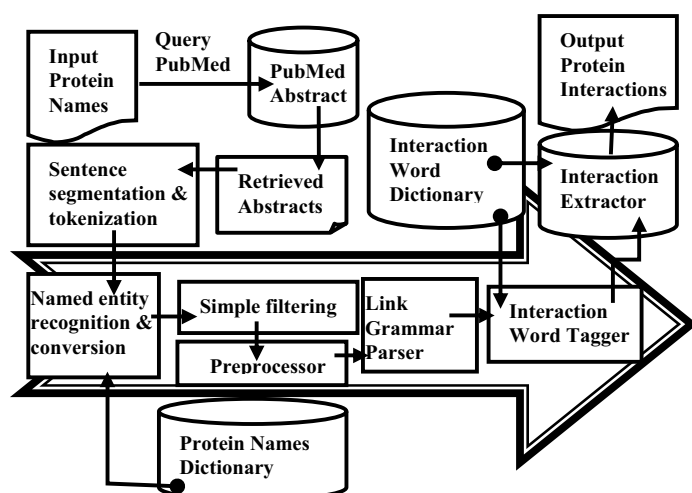 Input
Protein
Names
Query
PubMed
PubMed
Abstract
Output
Protein
Interactions
Sentence
segmentation &
tokenization
Retrieved
Abstracts
Interaction
Word
Dictionary
Interaction
Extractor
Named entity
recognition &
conversion
Simple filtering
Preprocessor
Link
Grammar
Parser
Interaction
Word Tagger
Protein Names
Dictionary